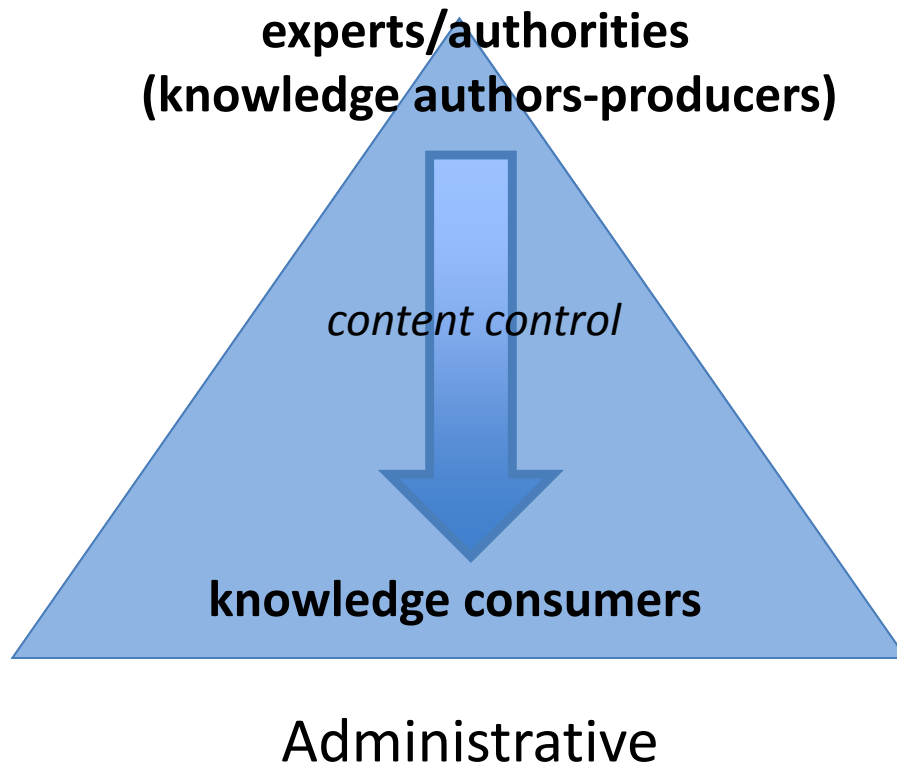 experts/authorities
(knowledge authors-producers)
content control
knowledge consumers
Administrative